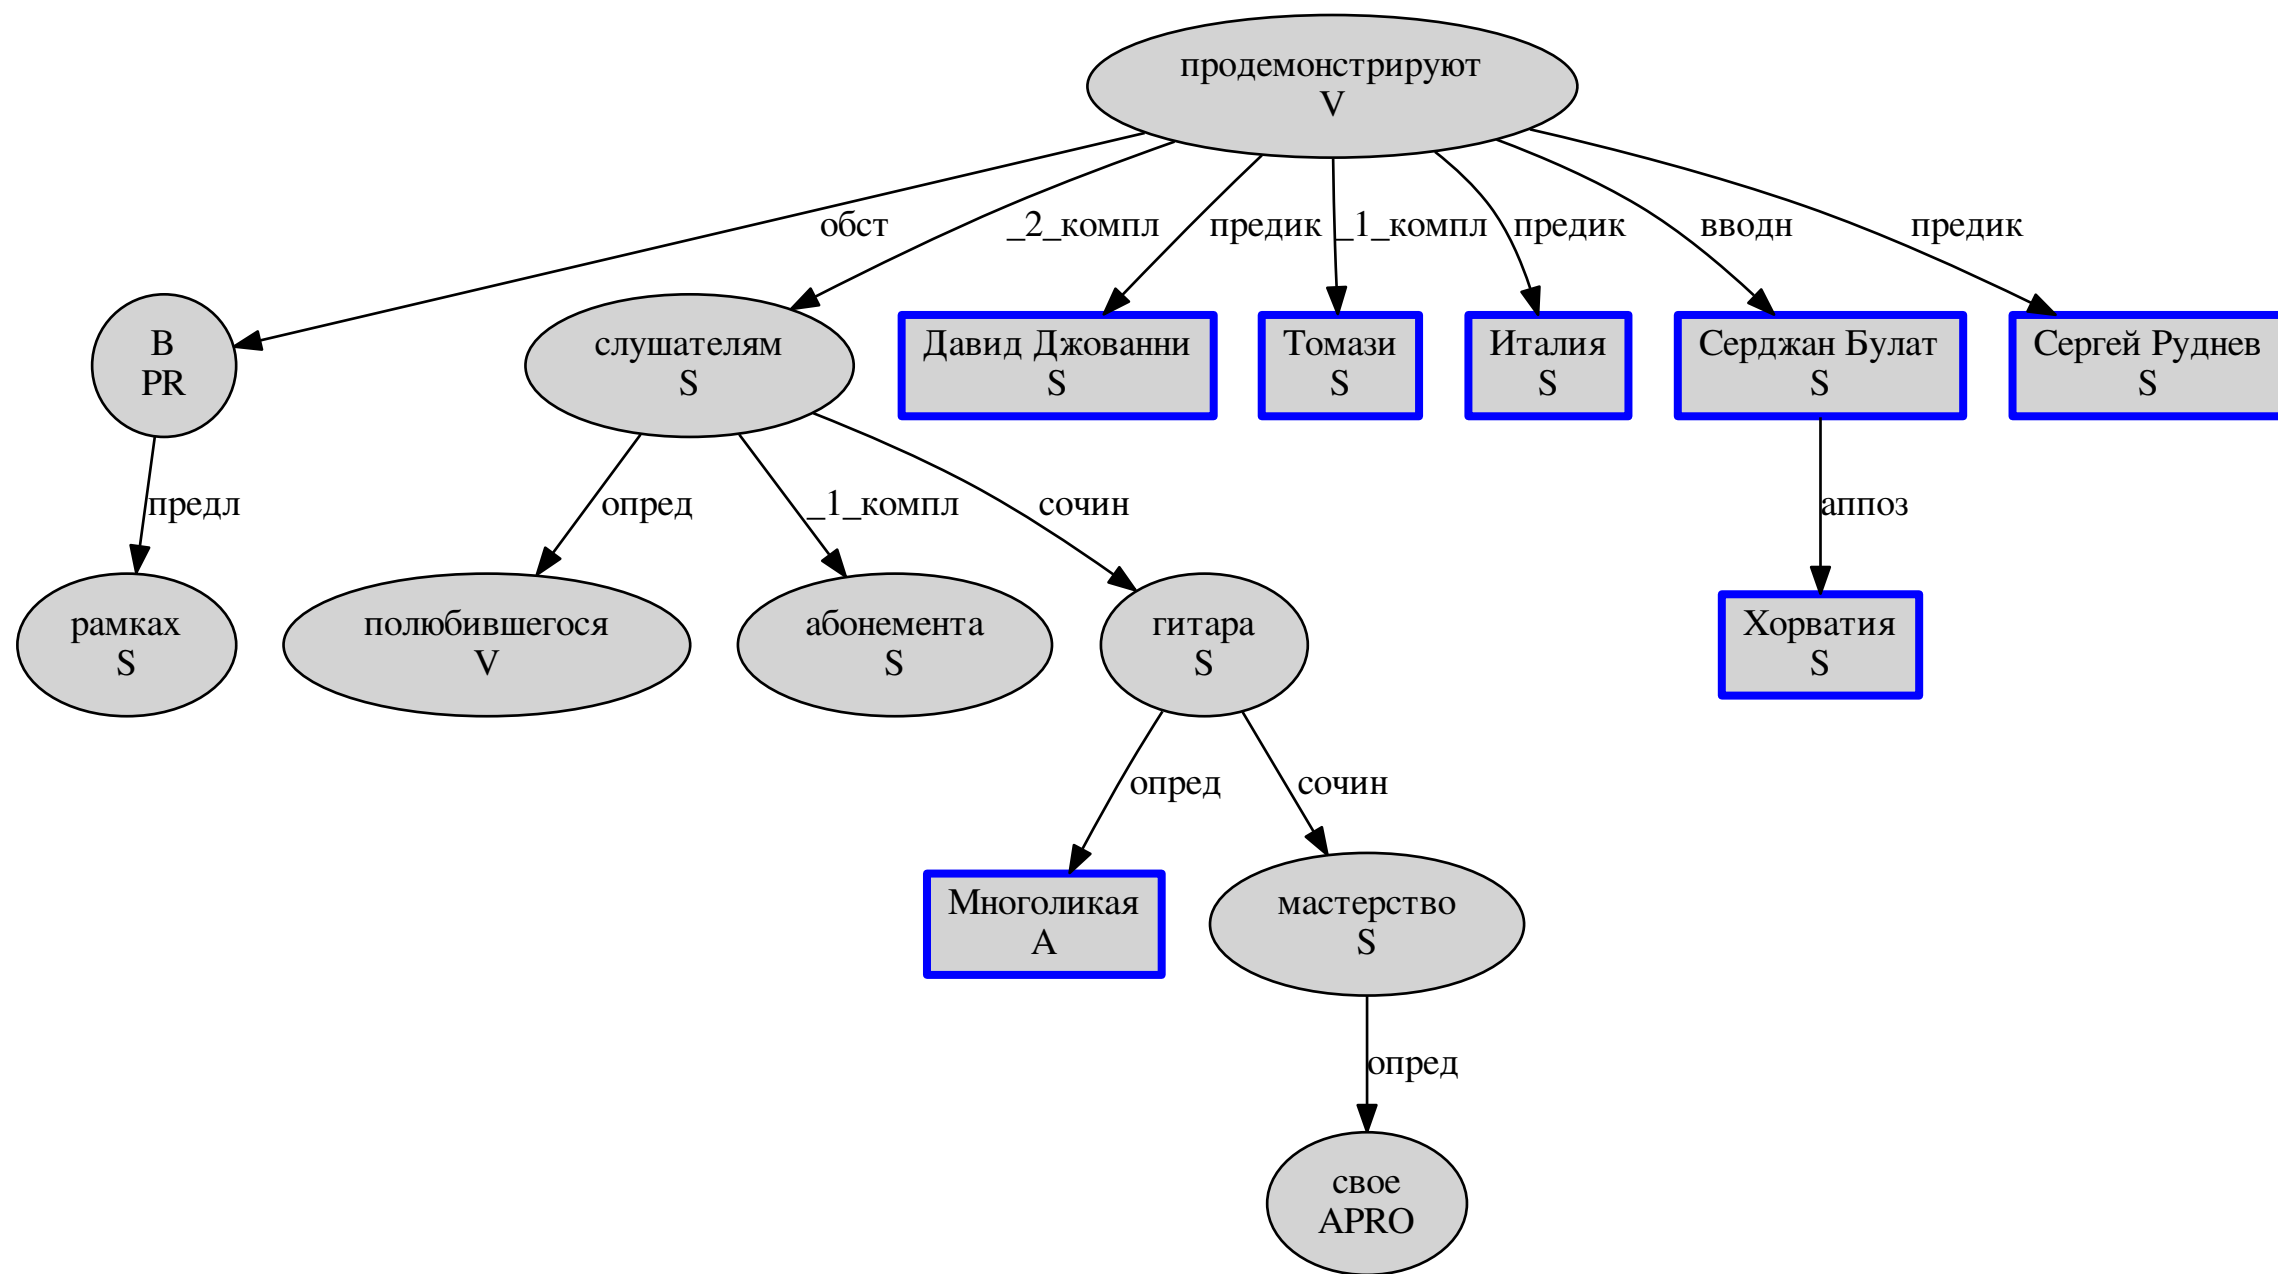 продемонстрируют
V
обст
_2_компл
предик
_1_компл
предик
вводн
предик
В
PR
слушателям
S
Давид Джованни
S
Томази
S
Италия
S
Серджан Булат
S
Сергей Руднев
S
предл
опред
_1_компл
сочин
аппоз
рамках
S
полюбившегося
V
абонемента
S
гитара
S
Хорватия
S
опред
сочин
Многоликая
A
мастерство
S
опред
свое
APRO